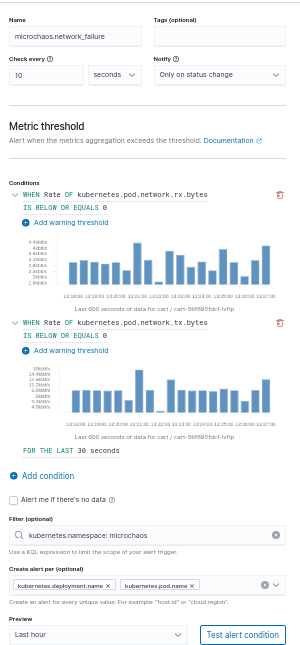 Name
Tags (optional)
microchaos.network_failure
Check every ?
Notify ?
10
seconds
Only on status change
Metric threshold
Alert when the metrics aggregation exceeds the threshold. Documentation
Conditions
WHEN Rate OF kubernetes.pod.network.rx.bytes
IS BELOW OR EQUALS 0
Add warning threshold
Last 600 seconds of data for cart / cart-5bf695fdcf-lvftp
WHEN Rate OF kubernetes.pod.network.tx.bytes
IS BELOW OR EQUALS 0
Add warning threshold
Last 600 seconds of data for cart / cart-5bf695fdcf-lvftp
FOR THE LAST 30 seconds
Add condition
Alert me if there's no data ?
Filter (optional)
kubernetes.namespace: microchaos
Use a KQL expression to limit the scope of your alert trigger.
Create alert per (optional)
kubernetes.deployment.name × kubernetes.pod.name ×
Create an alert for every unique value. For example: "host.id" or "cloud.region".
Preview
Last hour
Test alert condition